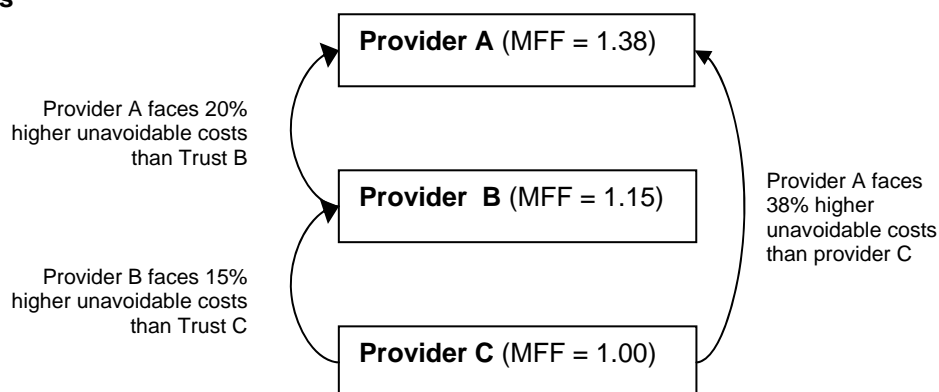 s
Provider A (MFF = 1.38)
Provider A faces 20%
higher unavoidable costs
than Trust B
Provider B (MFF = 1.15)
Provider A faces
38% higher
unavoidable costs
than provider C
Provider B faces 15%
higher unavoidable costs
than Trust C
Provider C (MFF = 1.00)